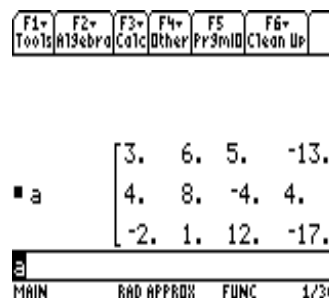 F1▾ F2▾ F3▾ F4▾ F5 F6▾
Tools Algebra Calc Other PrgmIO Clean Up
3. 6. 5. -13.
▪ a 4. 8. -4. 4.
-2. 1. 12. -17.
a
MAIN RAD APPROX FUNC 1/30